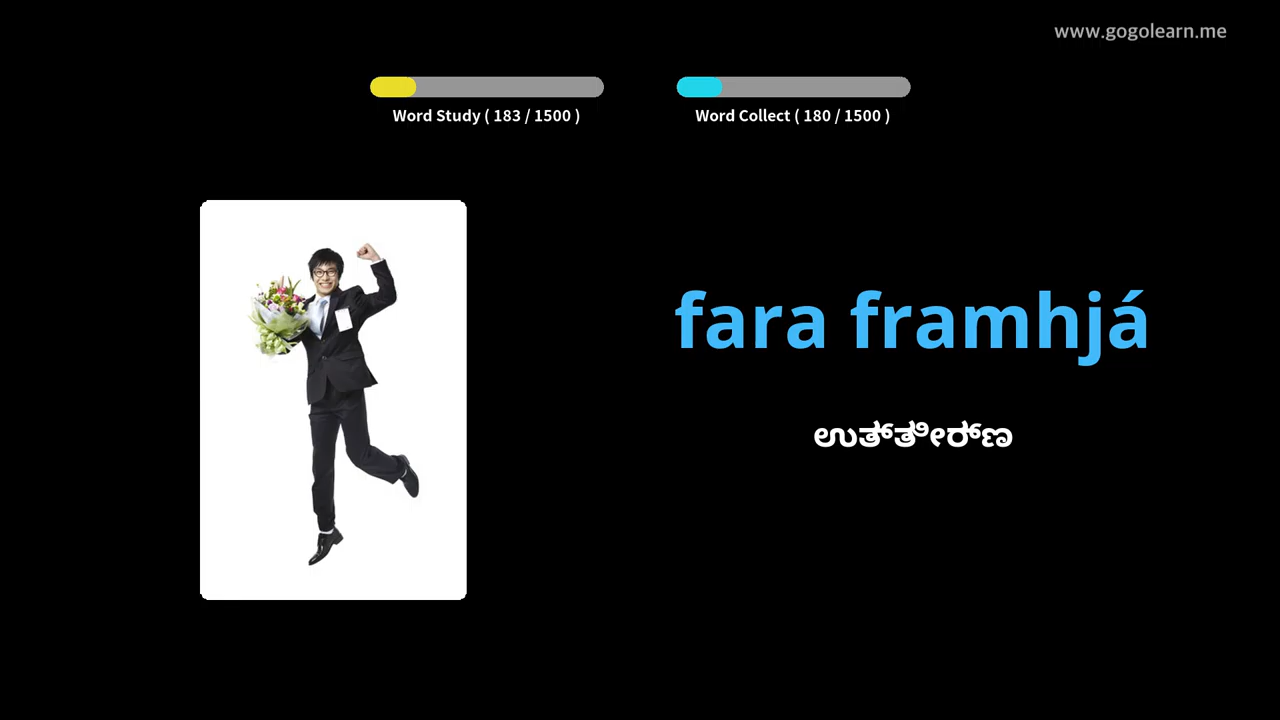 www.gogolearn.me
Word Study ( 183 / 1500 )
Word Collect ( 180 / 1500 )
fara framhjá
ಉತ್ತೀರ್ಣ